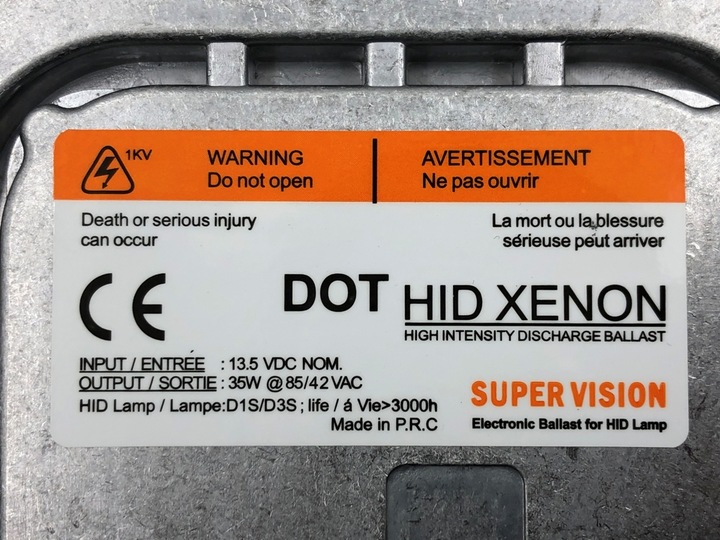 1KV
WARNING
Do not open
AVERTISSEMENT
Ne pas ouvrir
Death or serious injury
can occur
La mort ou la blessure
sérieuse peut arriver
CE
DOT
HID XENON
HIGH INTENSITY DISCHARGE BALLAST
INPUT / ENTRÉE : 13.5 VDC NOM.
OUTPUT / SORTIE : 35W @ 85/42 VAC
HID Lamp / Lampe:D1S/D3S ; life / á Vie>3000h
Made in P.R.C
SUPER VISION
Electronic Ballast for HID Lamp